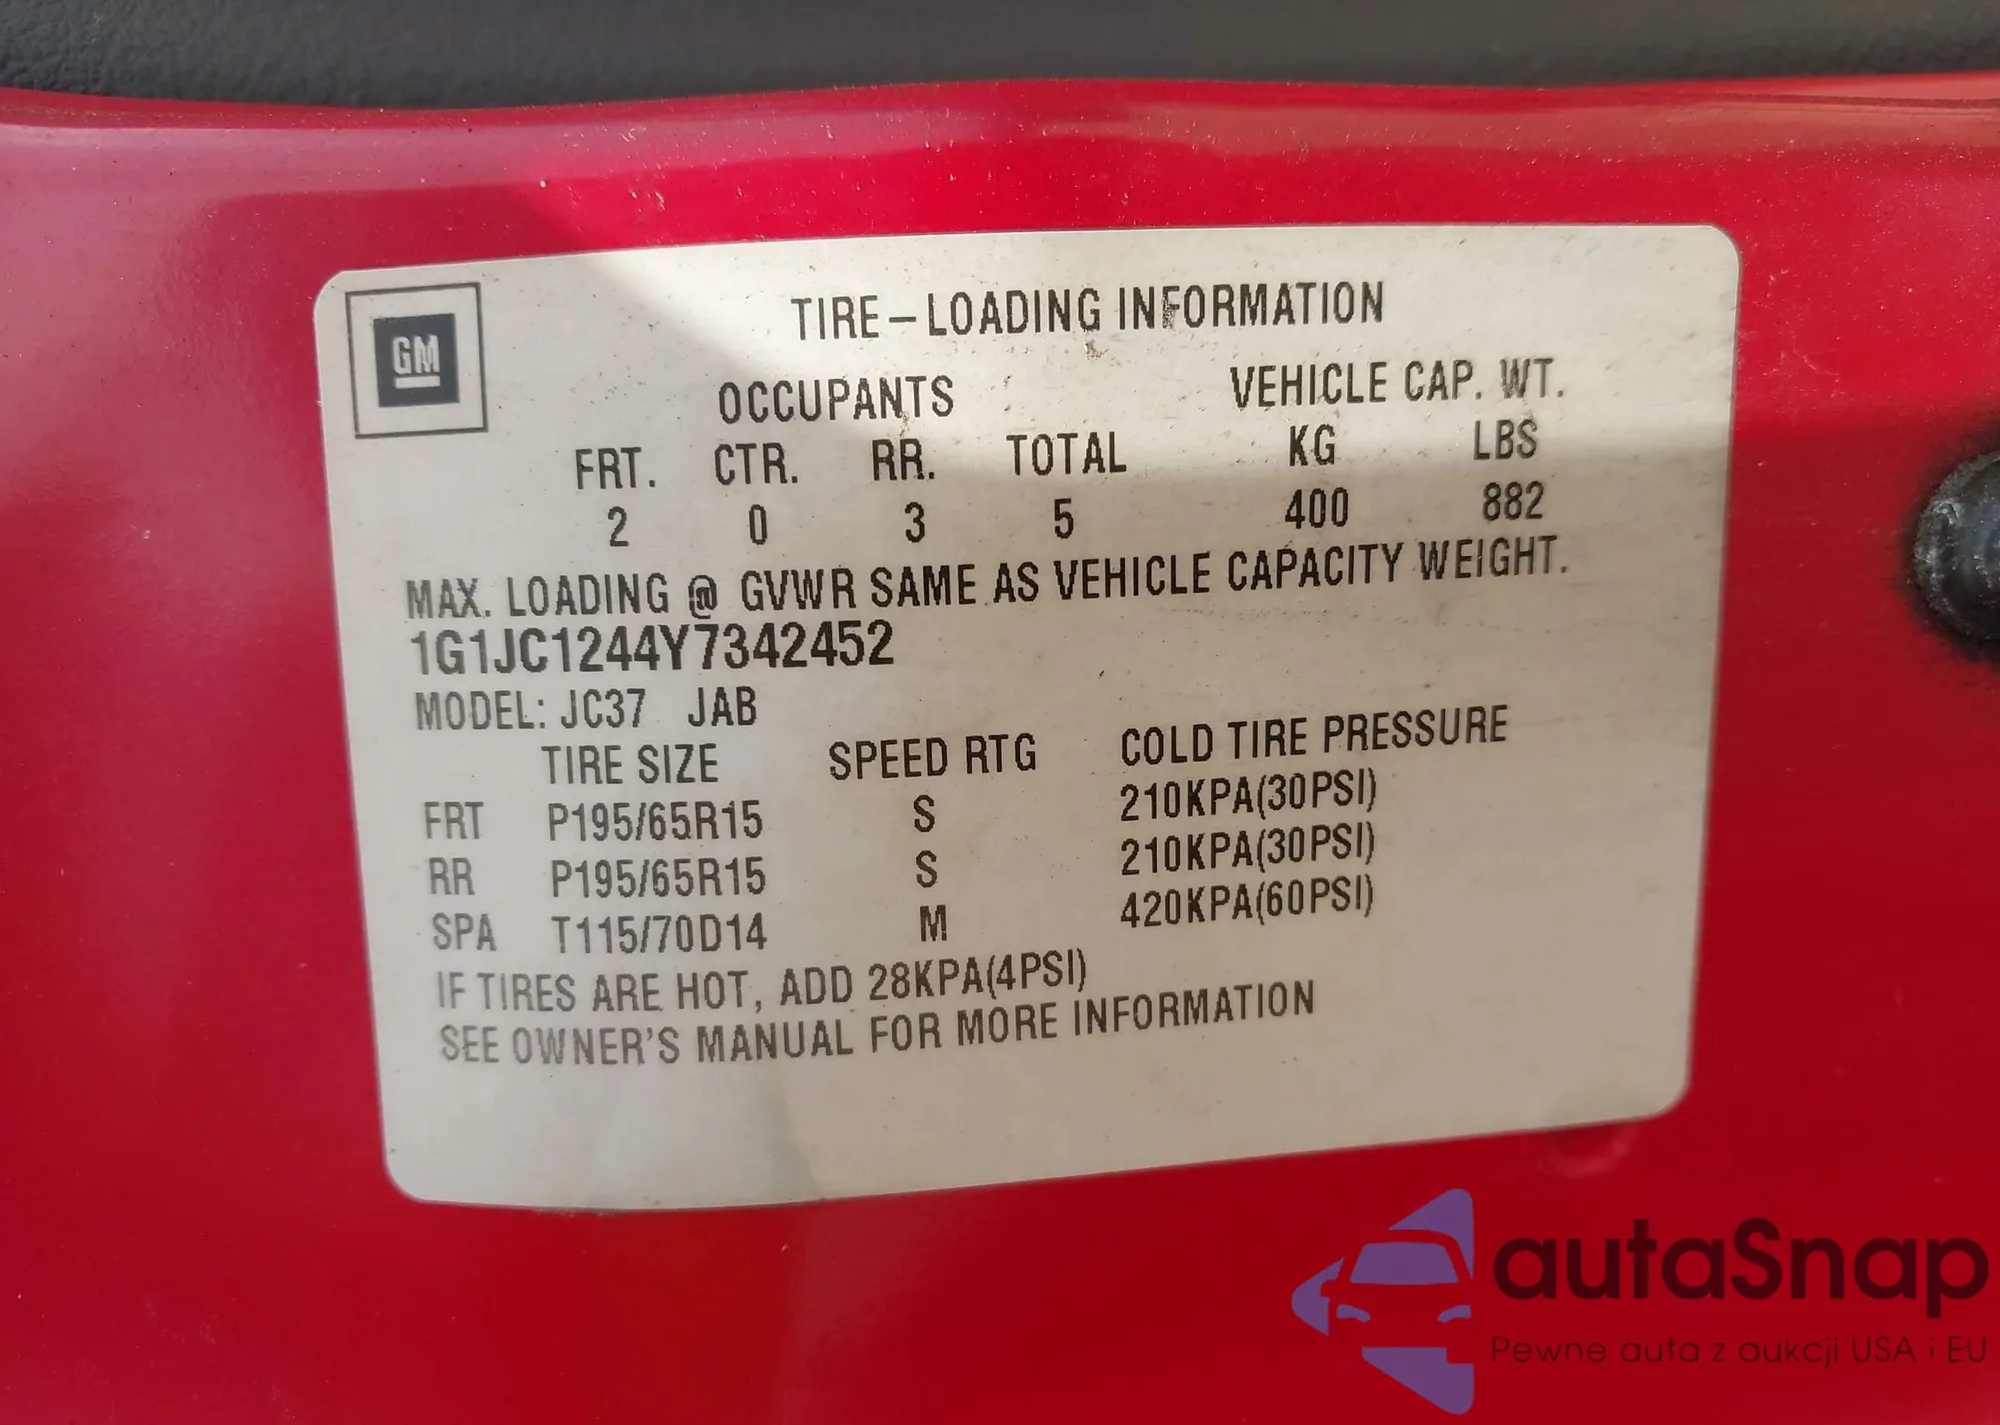 GM
TIRE-LOADING INFORMATION
OCCUPANTS VEHICLE CAP. WT.
FRT. CTR. RR. TOTAL KG LBS
2 0 3 5 400 882
MAX. LOADING @ GVWR SAME AS VEHICLE CAPACITY WEIGHT.
1G1JC1244Y7342452
MODEL: JC37 JAB
TIRE SIZE SPEED RTG COLD TIRE PRESSURE
FRT P195/65R15 S 210KPA(30PSI)
RR P195/65R15 S 210KPA(30PSI)
SPA T115/70D14 M 420KPA(60PSI)
IF TIRES ARE HOT, ADD 28KPA(4PSI)
SEE OWNER'S MANUAL FOR MORE INFORMATION
autaSnap
Pewne auta z aukcji USA i EU